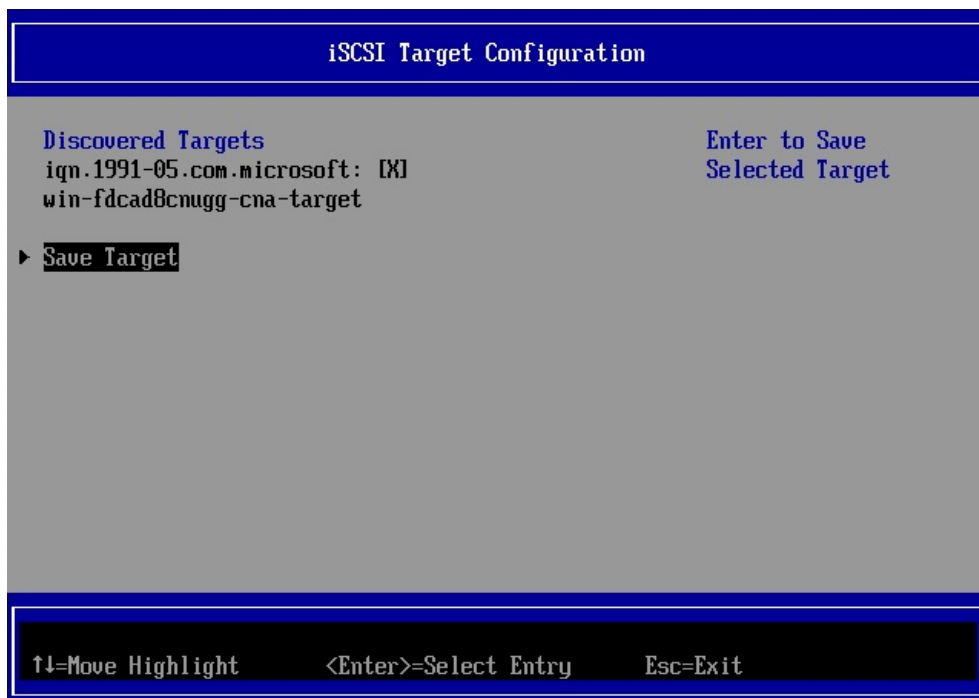 iSCSI Target Configuration
Discovered Targets
iqn.1991-05.com.microsoft: [X]
win-fdcad8cnugg-cna-target
Save Target
Enter to Save
Selected Target
↑↓=Move Highlight <Enter>=Select Entry Esc=Exit